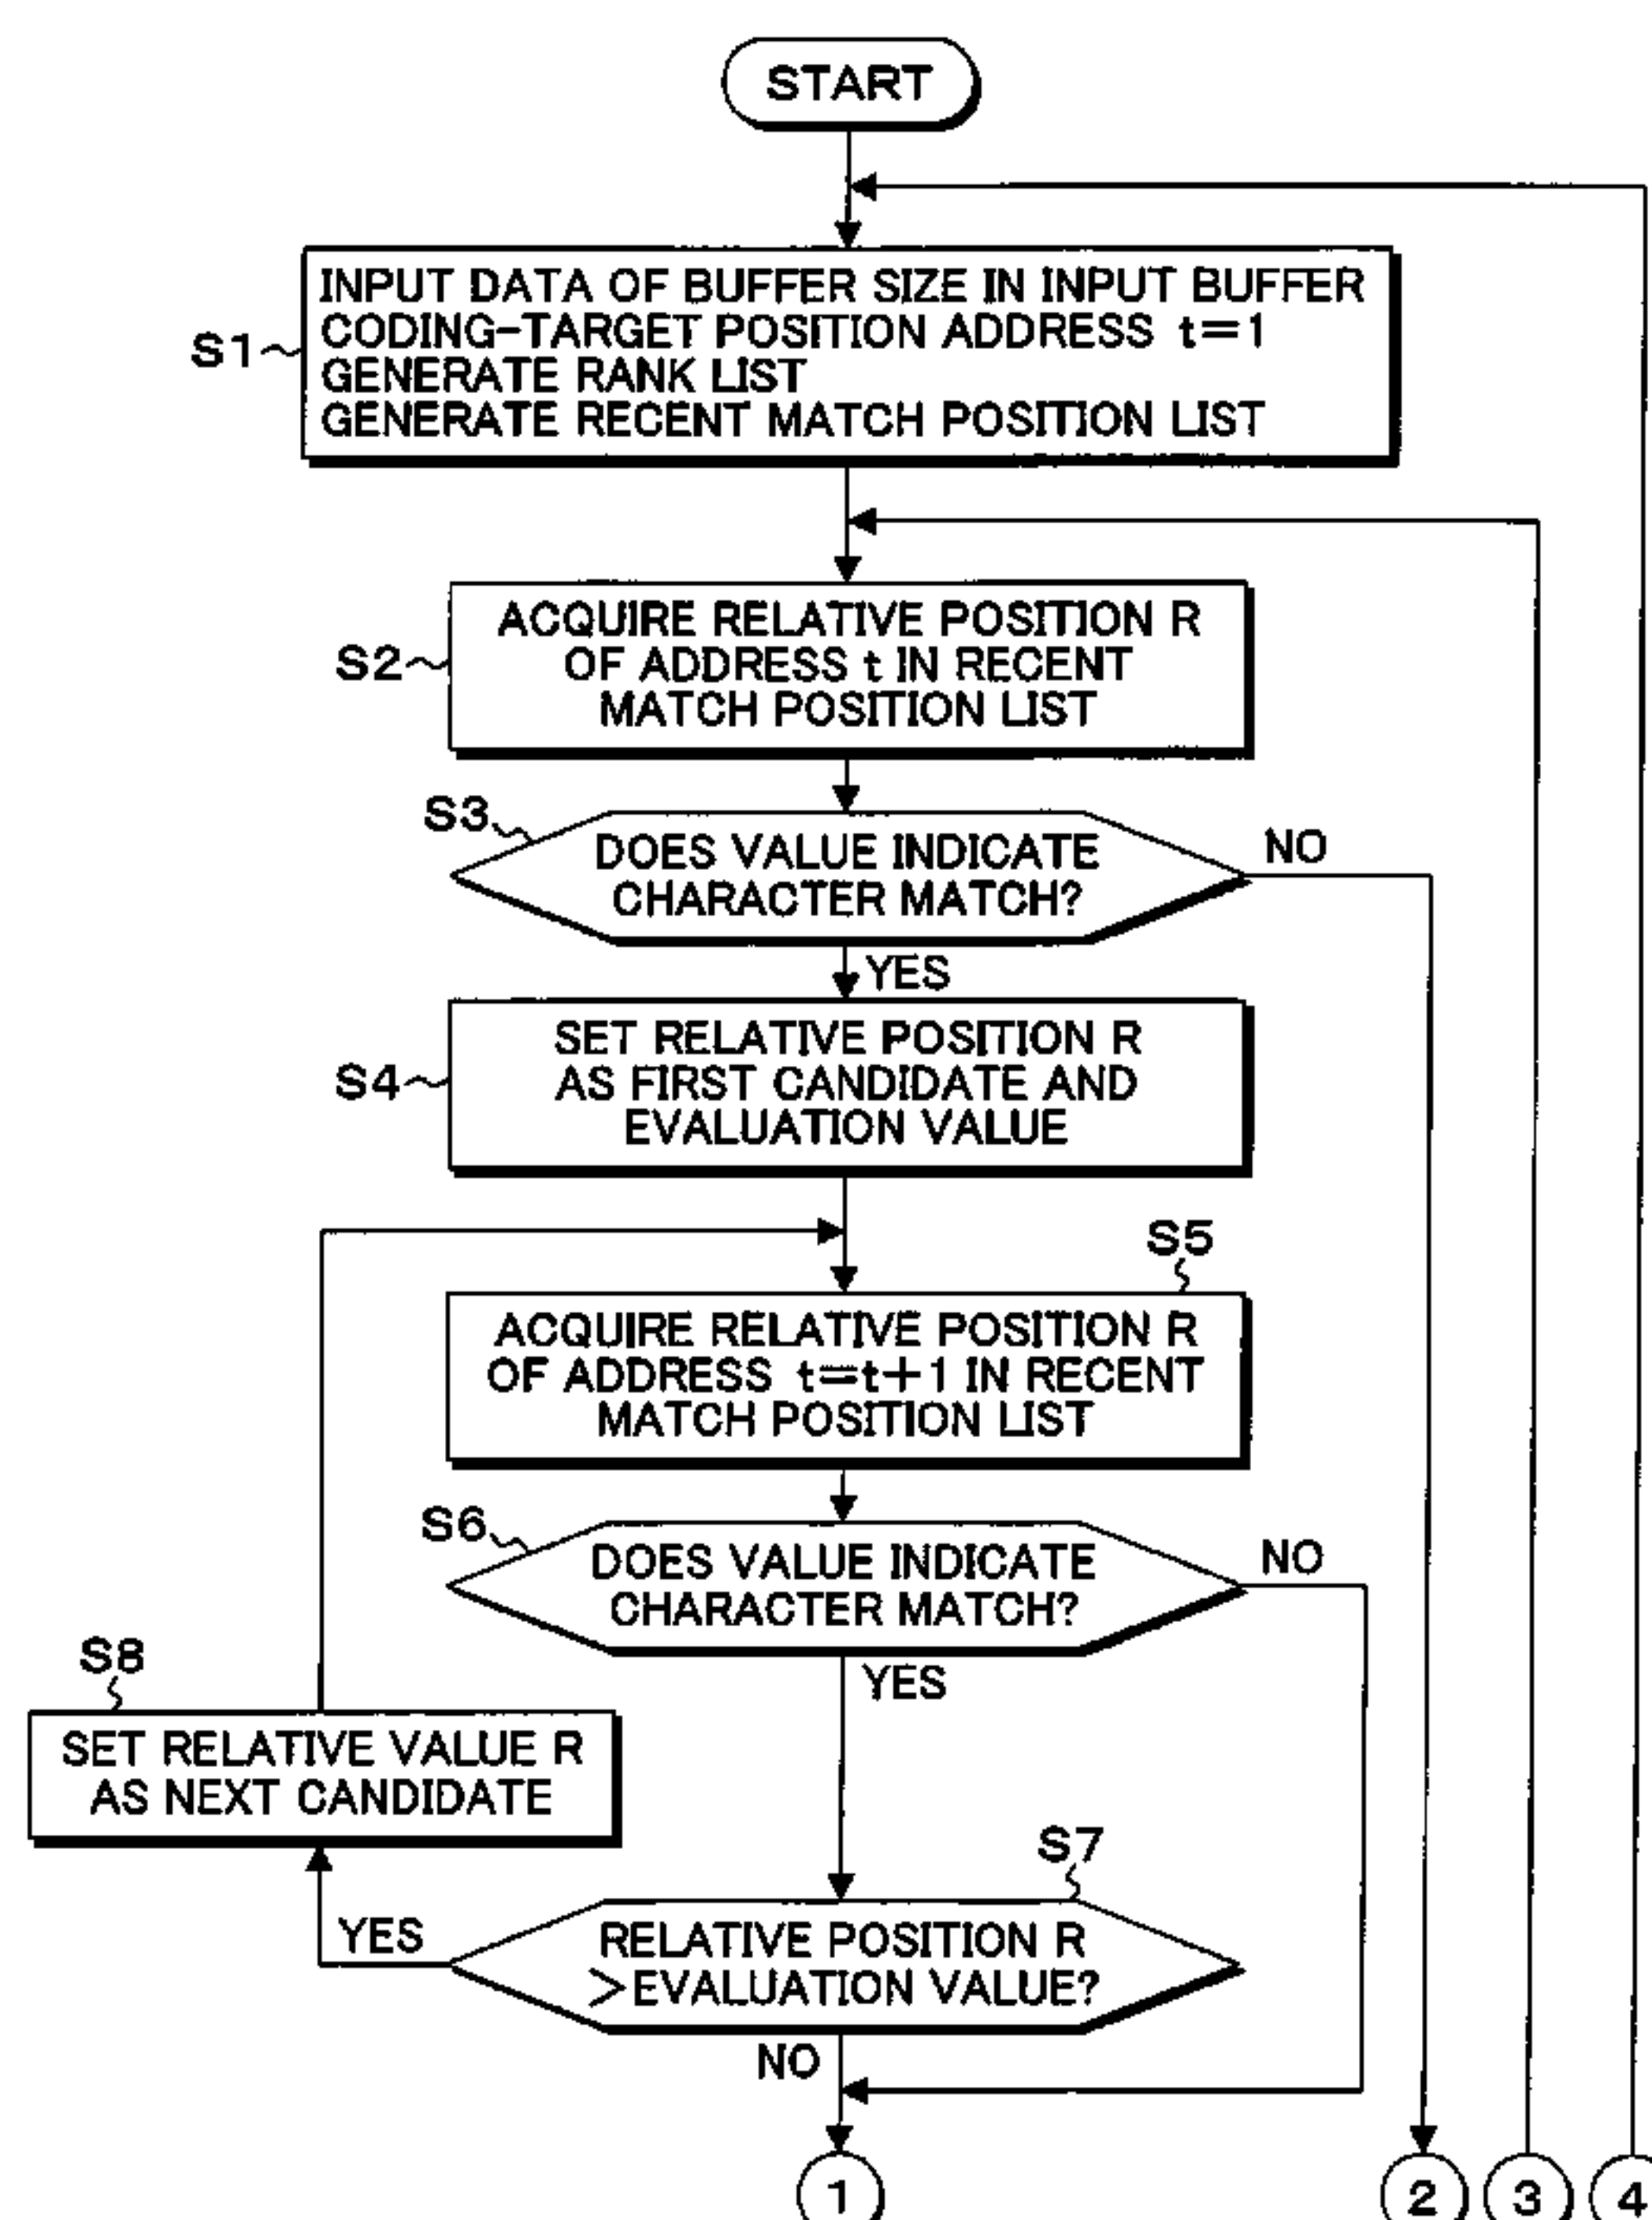 START
S1
INPUT DATA OF BUFFER SIZE IN INPUT BUFFER
CODING-TARGET POSITION ADDRESS t=1
GENERATE RANK LIST
GENERATE RECENT MATCH POSITION LIST
S2
ACQUIRE RELATIVE POSITION R
OF ADDRESS t IN RECENT
MATCH POSITION LIST
S3
DOES VALUE INDICATE
CHARACTER MATCH?
NO
YES
S4
SET RELATIVE POSITION R
AS FIRST CANDIDATE AND
EVALUATION VALUE
S5
ACQUIRE RELATIVE POSITION R
OF ADDRESS t=t+1 IN RECENT
MATCH POSITION LIST
S6
DOES VALUE INDICATE
CHARACTER MATCH?
NO
YES
S8
SET RELATIVE VALUE R
AS NEXT CANDIDATE
S7
YES
RELATIVE POSITION R
>EVALUATION VALUE?
NO
1
2
3
4